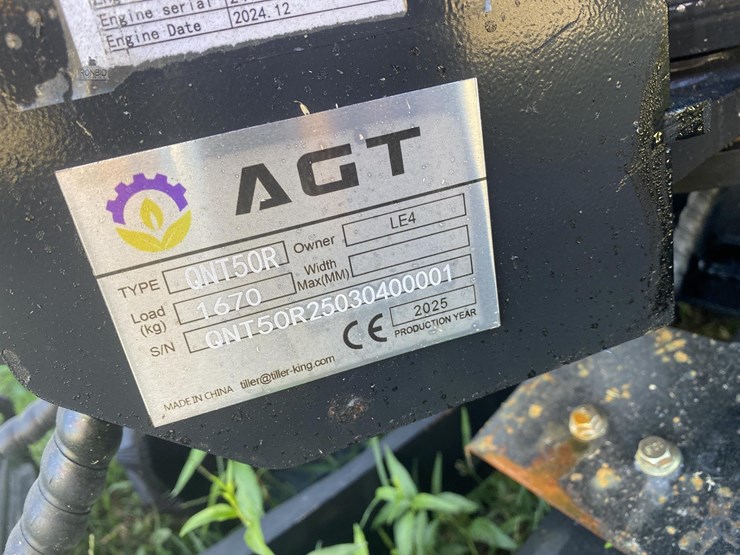 Engine serial
Engine Date 2024.12
AGT
TYPE QNT50R Owner LE4
Load (kg) 1670 Width Max(MM)
S/N QNT50R25030400001
CE 2025 PRODUCTION YEAR
MADE IN CHINA tiller@tiller-king.com